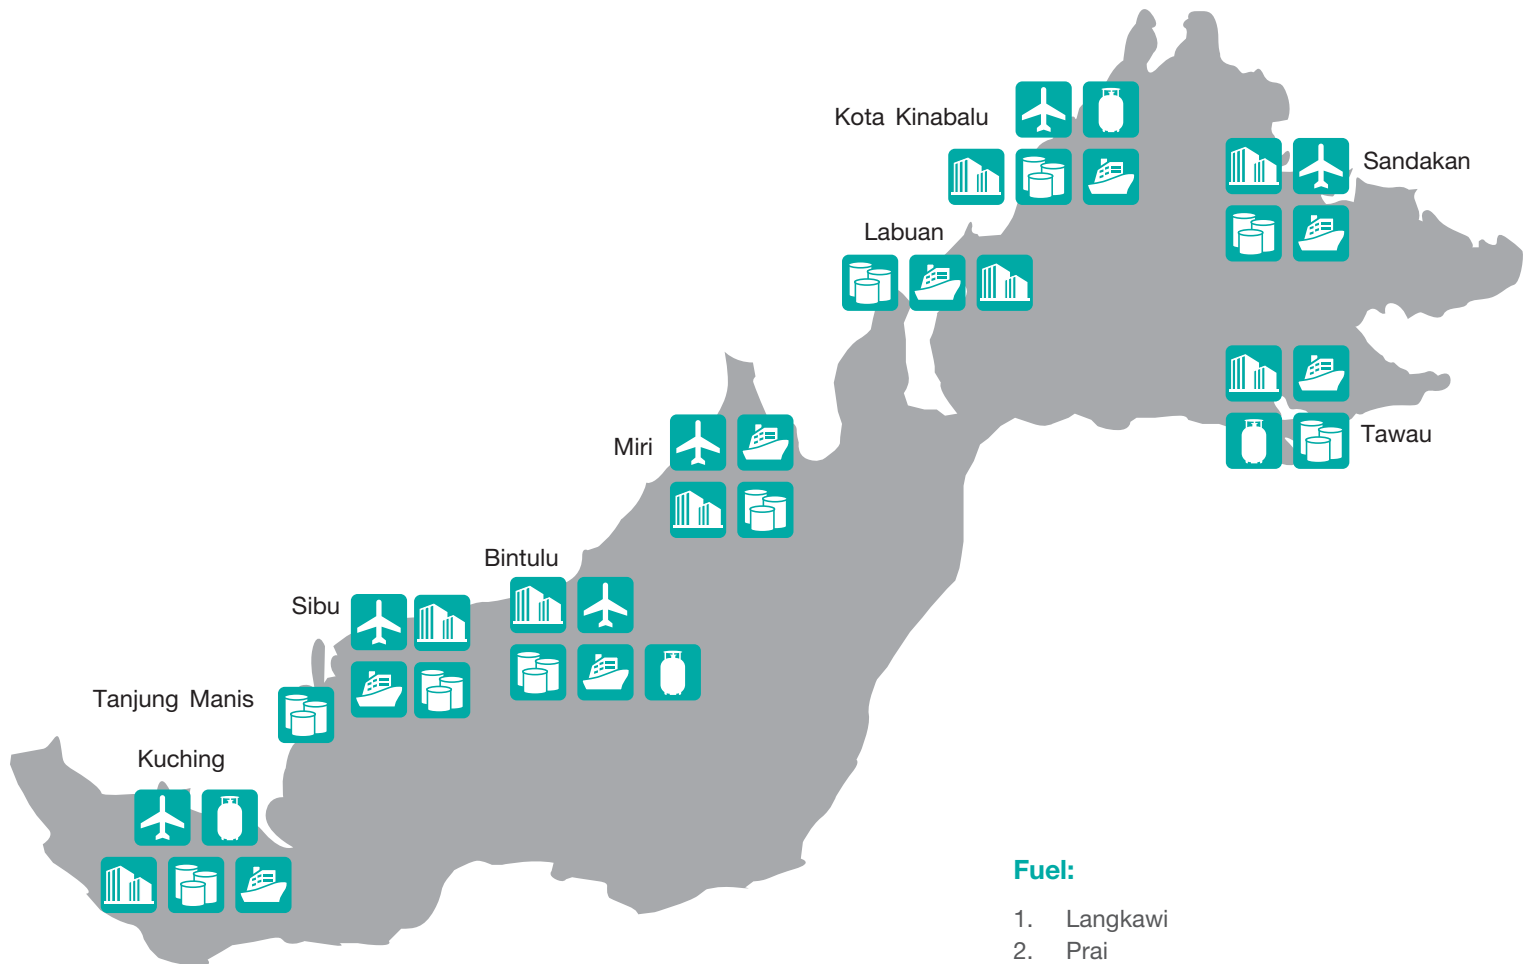 Kota Kinabalu
Sandakan
Labuan
Miri
Tawau
Bintulu
Sibu
Tanjung Manis
Kuching
Fuel:
1. Langkawi
2. Prai